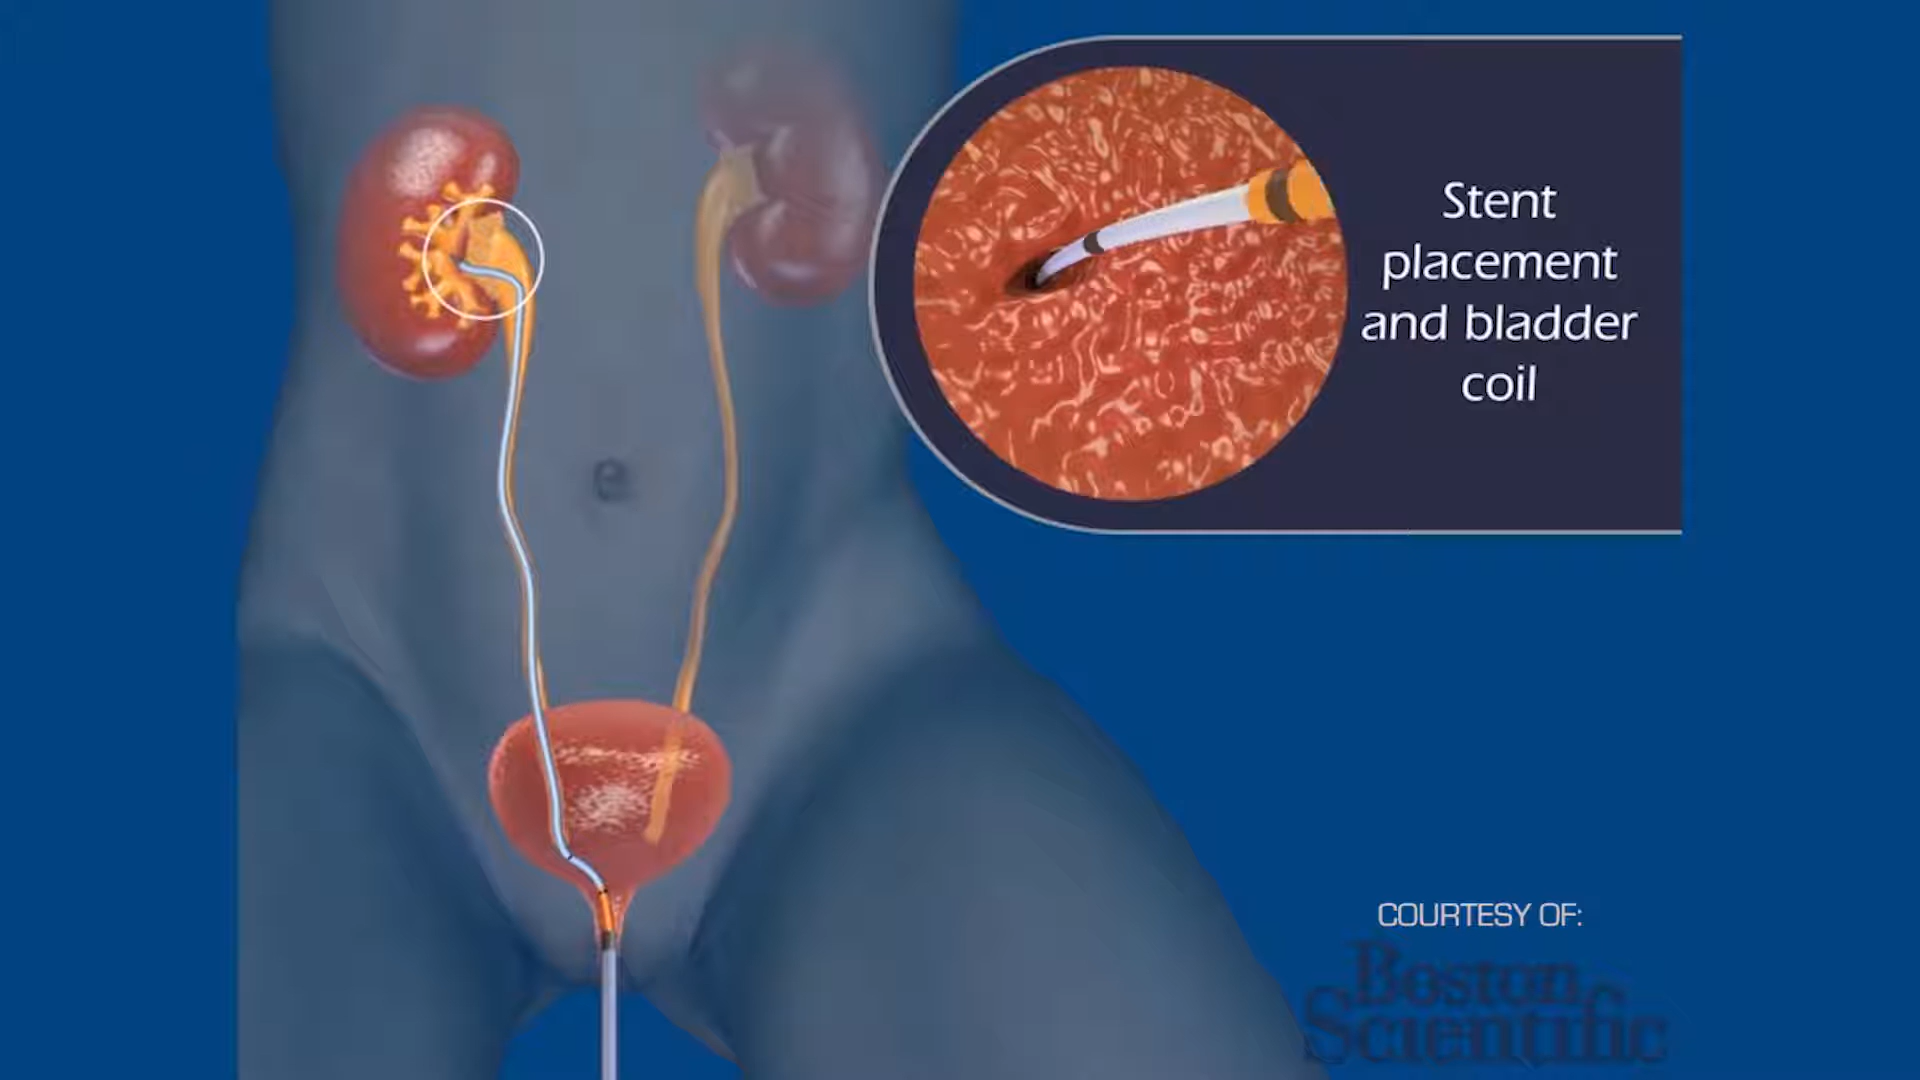 Stent
placement
and bladder
coil
COURTESY OF:
Boston
Scientific